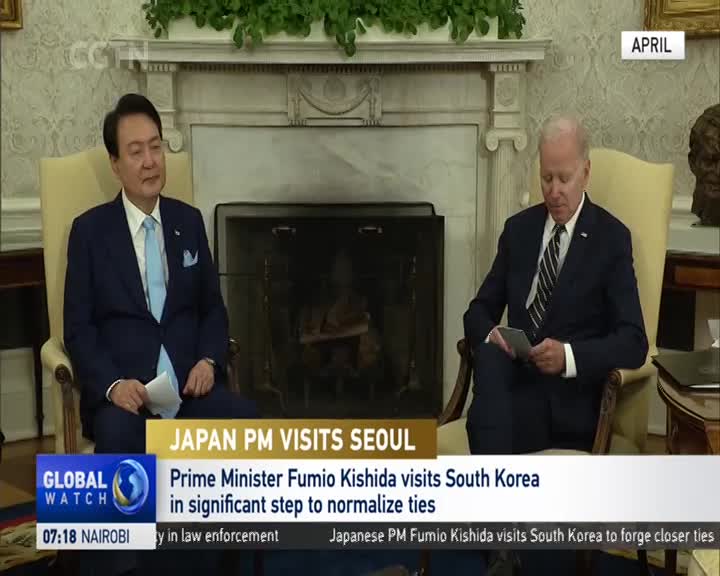 CGTN
APRIL
JAPAN PM VISITS SEOUL
Prime Minister Fumio Kishida visits South Korea
in significant step to normalize ties
GLOBAL
WATCH
07:18 NAIROBI
y in law enforcement Japanese PM Fumio Kishida visits South Korea to forge closer ties